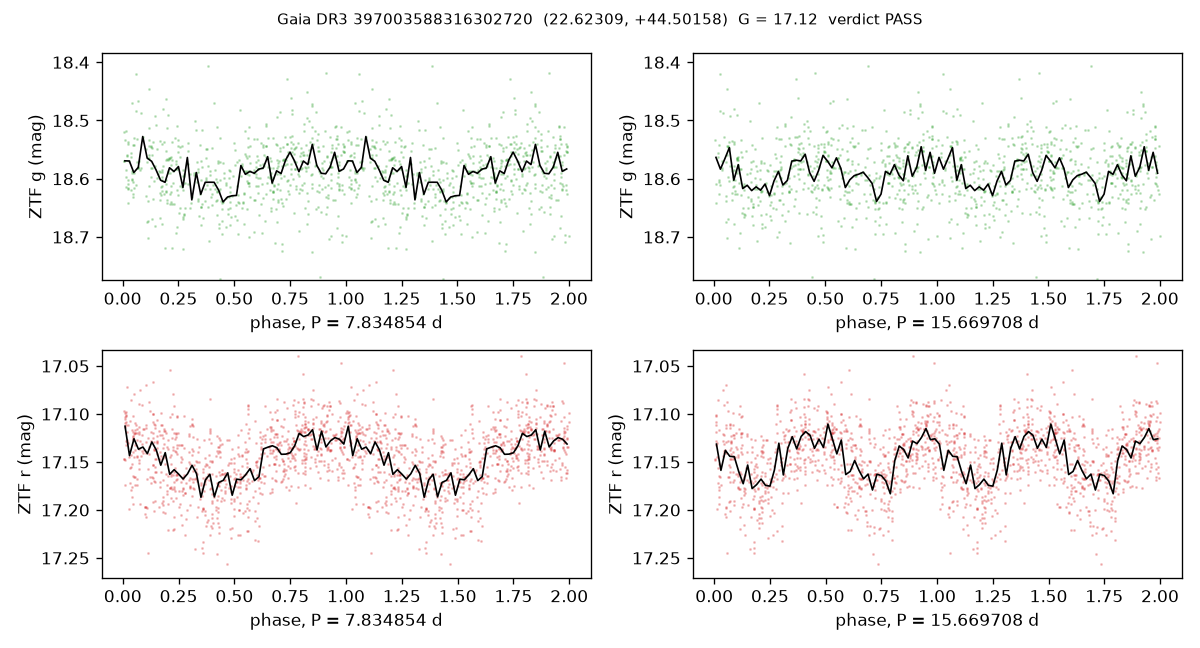 Gaia DR3 397003588316302720 (22.62309, +44.50158) G = 17.12 verdict PASS
ZTF g (mag)
18.4
18.5
18.6
18.7
0.00 0.25 0.50 0.75 1.00 1.25 1.50 1.75 2.00
phase, P = 7.834854 d
ZTF g (mag)
18.4
18.5
18.6
18.7
0.00 0.25 0.50 0.75 1.00 1.25 1.50 1.75 2.00
phase, P = 15.669708 d
ZTF r (mag)
17.05
17.10
17.15
17.20
17.25
0.00 0.25 0.50 0.75 1.00 1.25 1.50 1.75 2.00
phase, P = 7.834854 d
ZTF r (mag)
17.05
17.10
17.15
17.20
17.25
0.00 0.25 0.50 0.75 1.00 1.25 1.50 1.75 2.00
phase, P = 15.669708 d